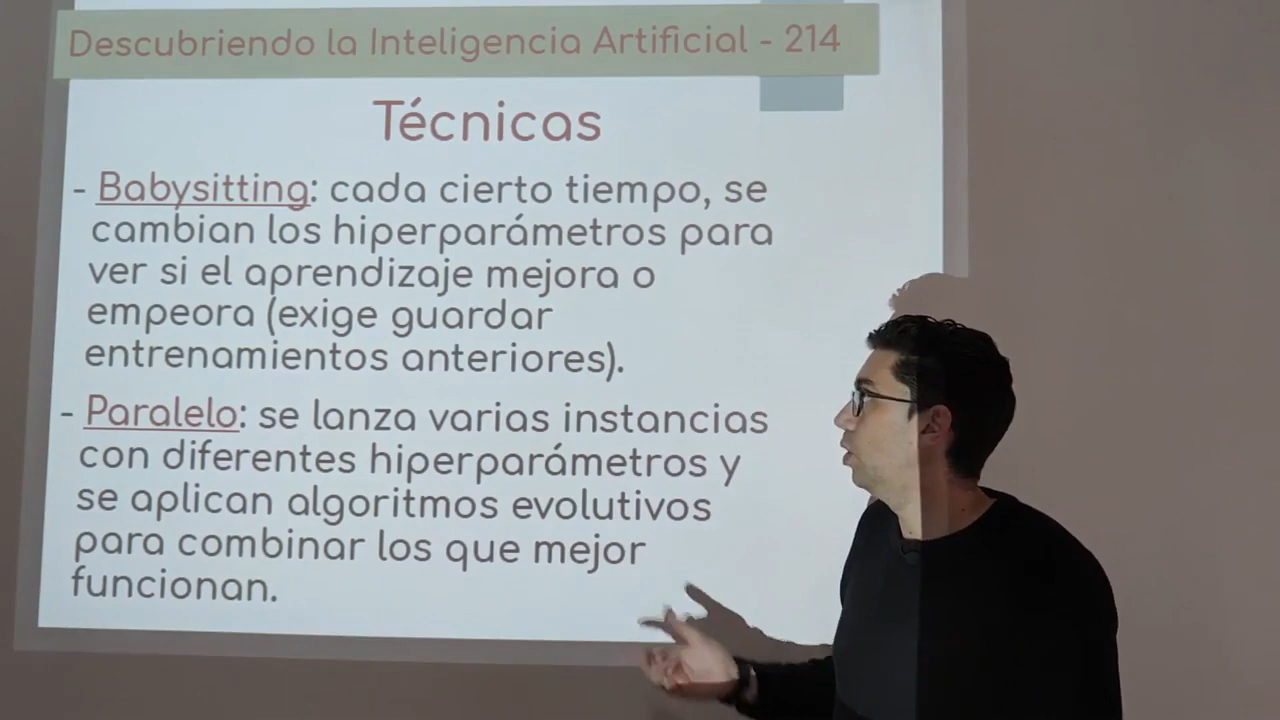 Descubriendo la Inteligencia Artificial - 214
Técnicas
- Babysitting: cada cierto tiempo, se
cambian los hiperparámetros para
ver si el aprendizaje mejora o
empeora (exige guardar
entrenamientos anteriores).
- Paralelo: se lanza varias instancias
con diferentes hiperparámetros y
se aplican algoritmos evolutivos
para combinar los que mejor
funcionan.